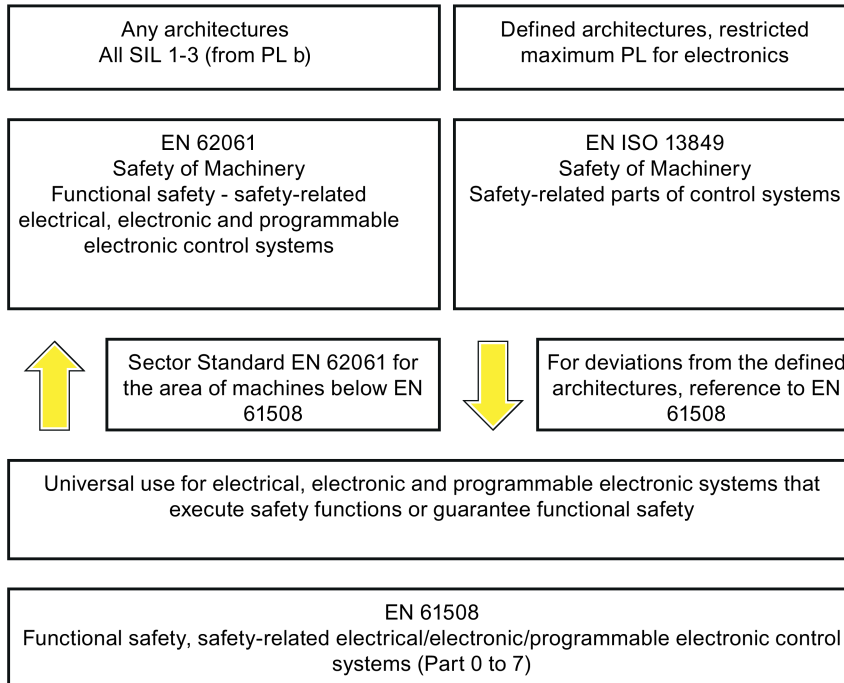 Any architectures
All SIL 1-3 (from PL b)
Defined architectures, restricted
maximum PL for electronics
EN 62061
Safety of Machinery
Functional safety - safety-related
electrical, electronic and programmable
electronic control systems
EN ISO 13849
Safety of Machinery
Safety-related parts of control systems
Sector Standard EN 62061 for
the area of machines below EN
61508
For deviations from the defined
architectures, reference to EN
61508
Universal use for electrical, electronic and programmable electronic systems that
execute safety functions or guarantee functional safety
EN 61508
Functional safety, safety-related electrical/electronic/programmable electronic control
systems (Part 0 to 7)